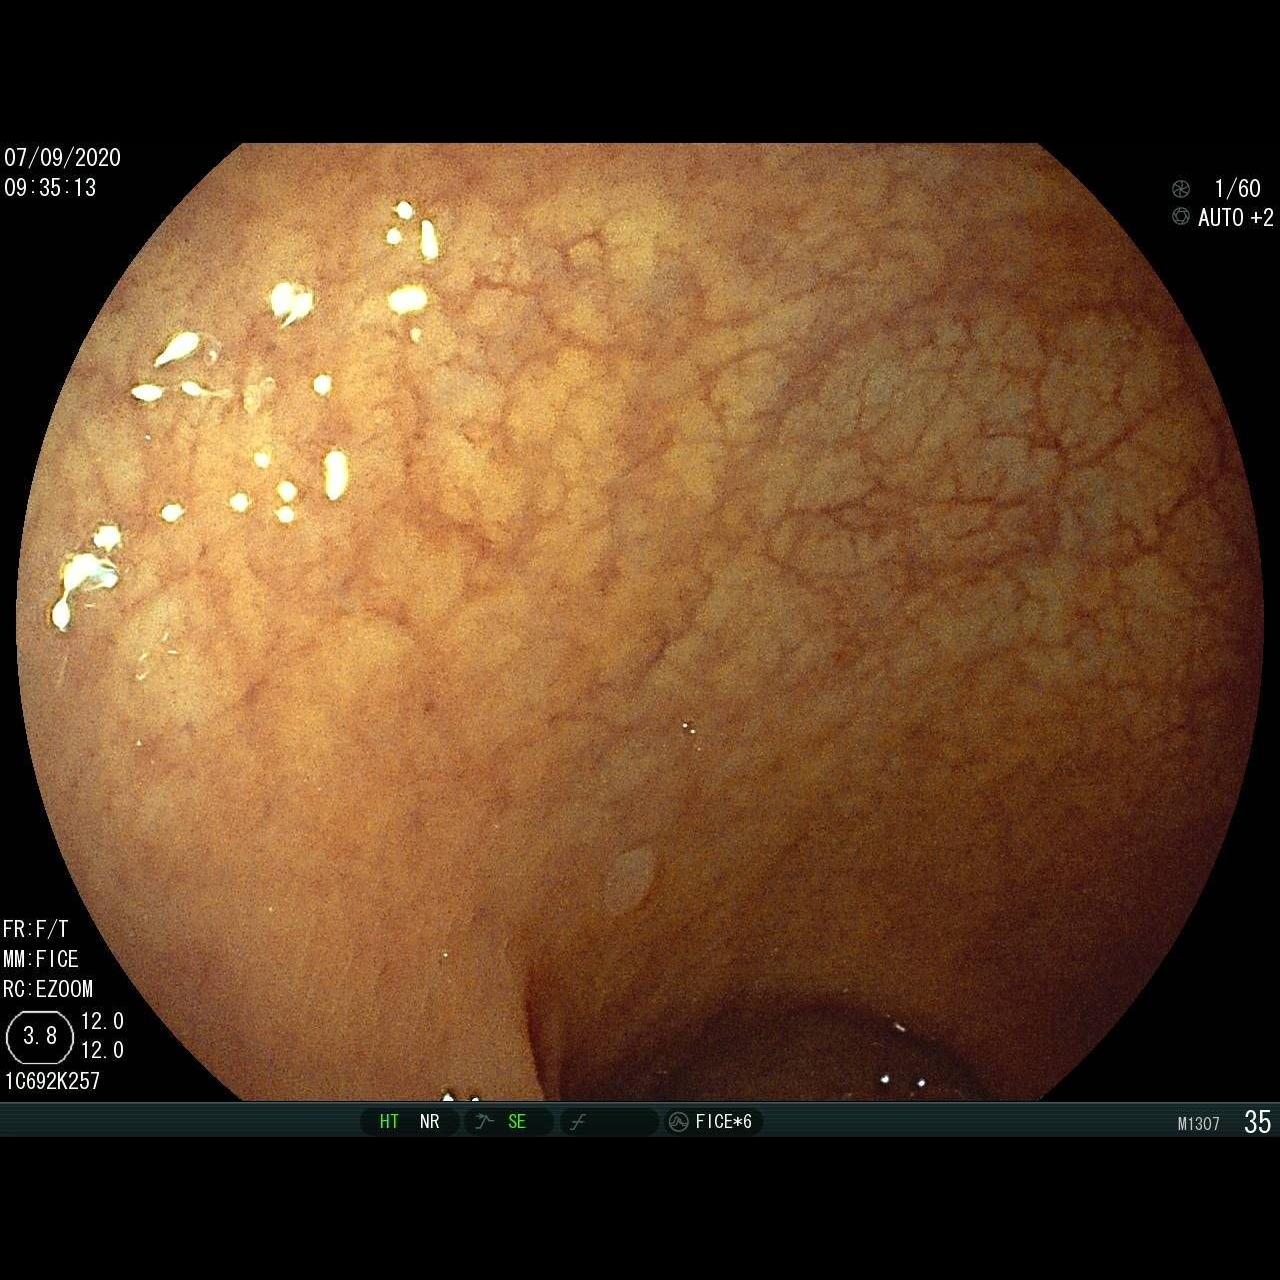 07/09/2020
09:35:13
1/60
AUTO +2
FR:F/T
MM:FICE
RC:EZOOM
3.8
12.0
12.0
1C692K257
HT NR SE FICE*6 M1307 35